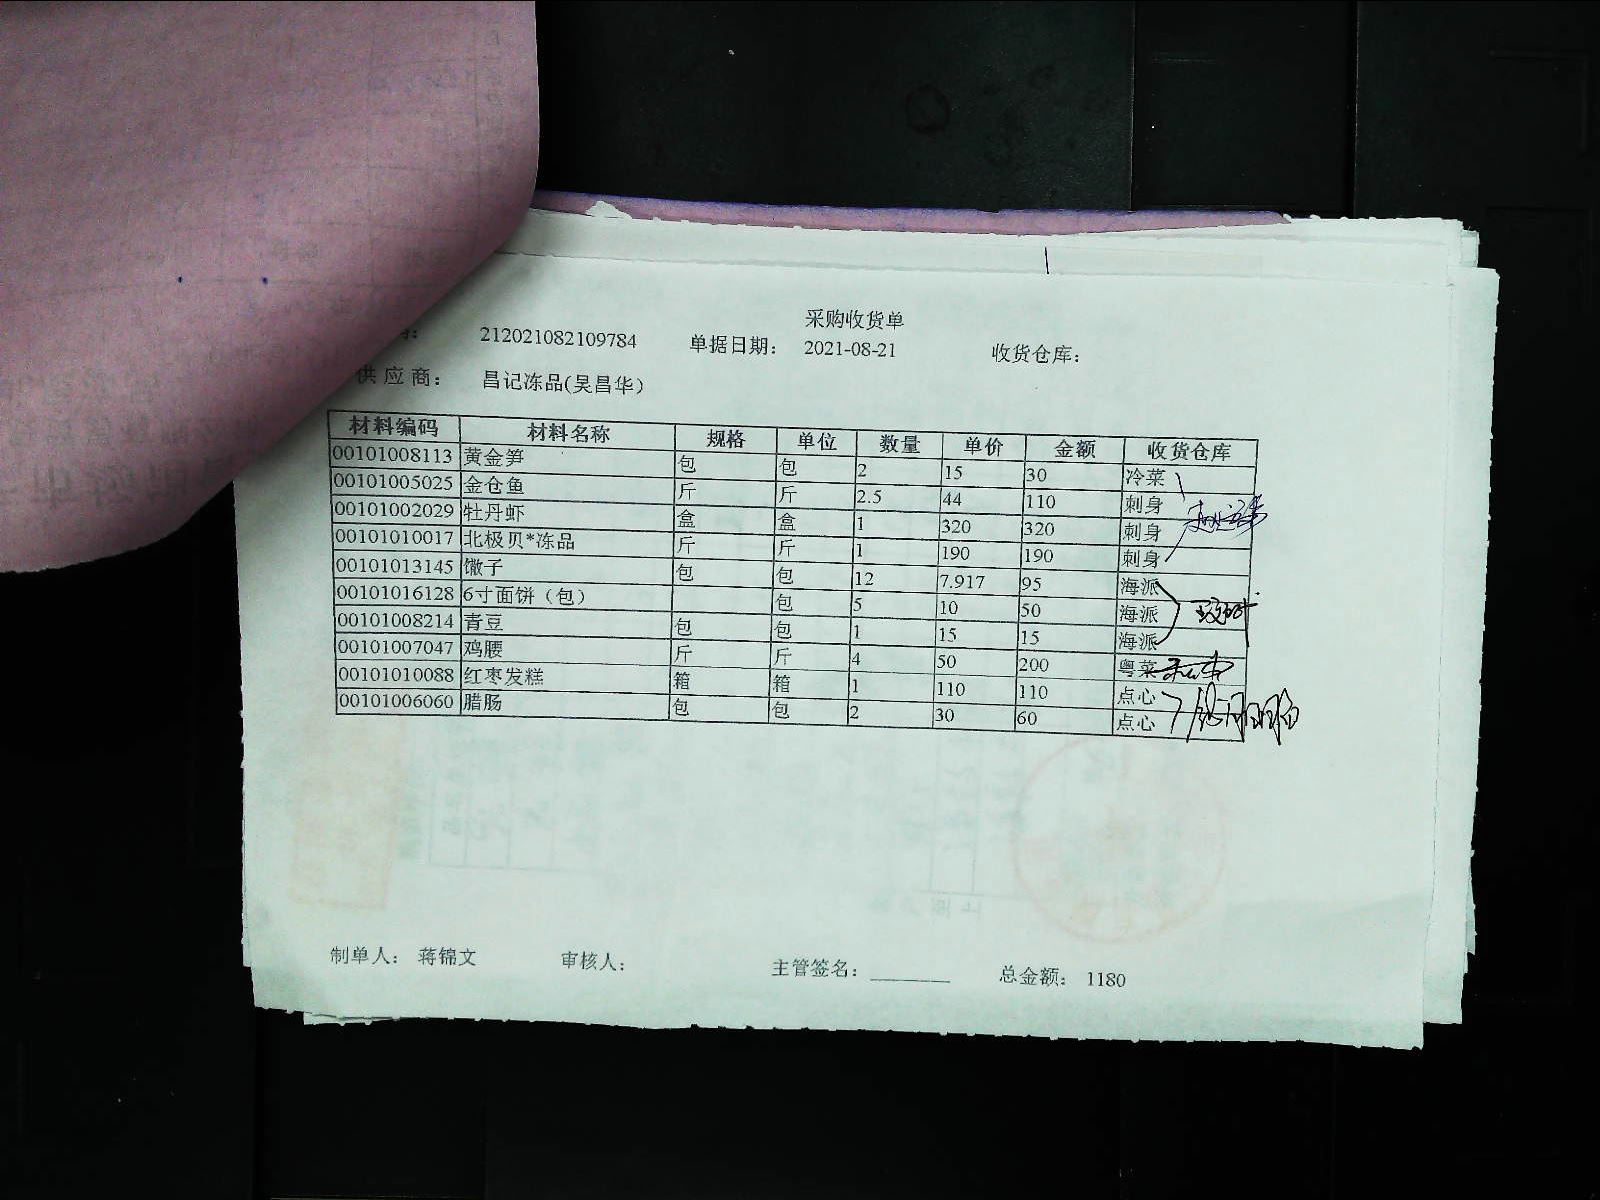 采购收货单
212021082109784 单据日期： 2021-08-21 收货仓库：
供应商： 昌记冻品(吴昌华）
材料编码 材料名称 规格 单位 数量 单价 金额 收货仓库
00101008113 黄金笋 包 包 2 15 30 冷菜
00101005025 金仓鱼 斤 斤 2.5 44 110 刺身
00101002029 牡丹虾 盒 盒 1 320 320 刺身
00101010017 北极贝*冻品 斤 斤 1 190 190 刺身
00101013145 馓子 包 包 12 7.917 95 海派
00101016128 6寸面饼（包） 包 5 10 50 海派
00101008214 青豆 包 包 1 15 15 海派
00101007047 鸡腰 斤 斤 4 50 200 粤菜
00101010088 红枣发糕 箱 箱 1 110 110 点心
00101006060 腊肠 包 包 2 30 60 点心
制单人： 蒋锦文 审核人： 主管签名： 总金额： 1180